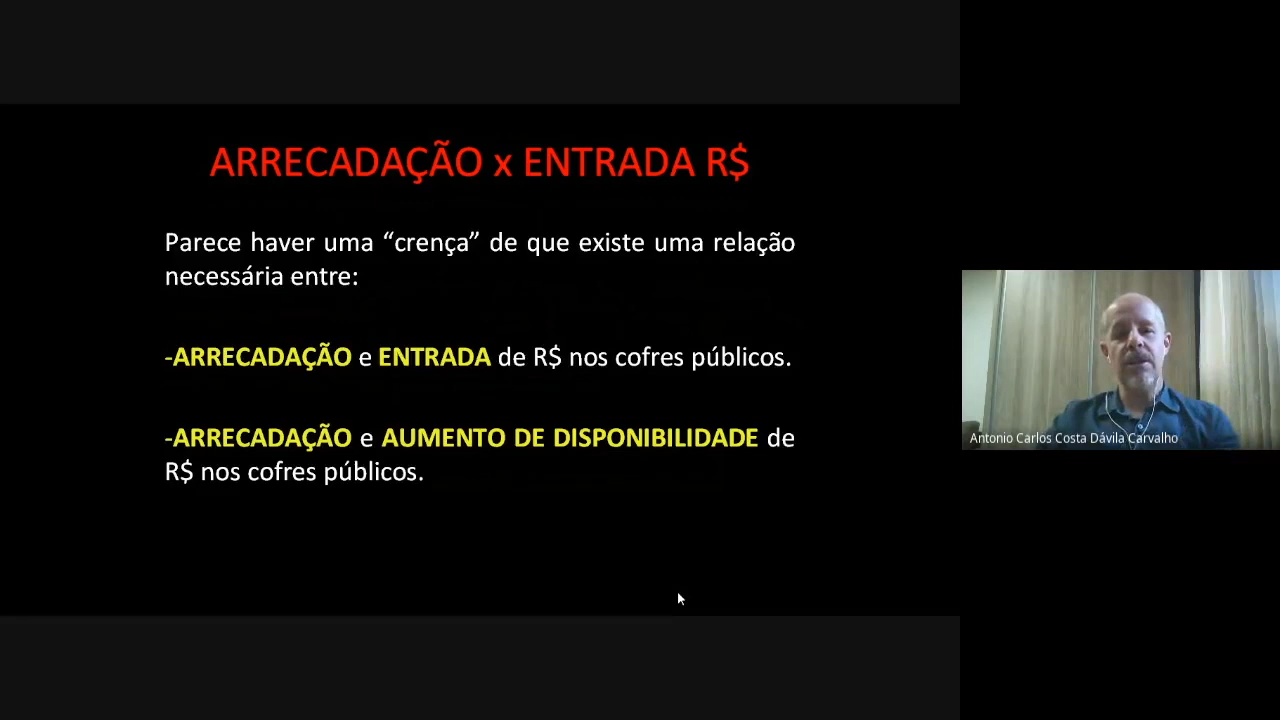 ARRECADAÇÃO x ENTRADA R$
Parece haver uma “crença” de que existe uma relação
necessária entre:
-ARRECADAÇÃO e ENTRADA de R$ nos cofres públicos.
-ARRECADAÇÃO e AUMENTO DE DISPONIBILIDADE de
R$ nos cofres públicos.
Antonio Carlos Costa Dávila Carvalho